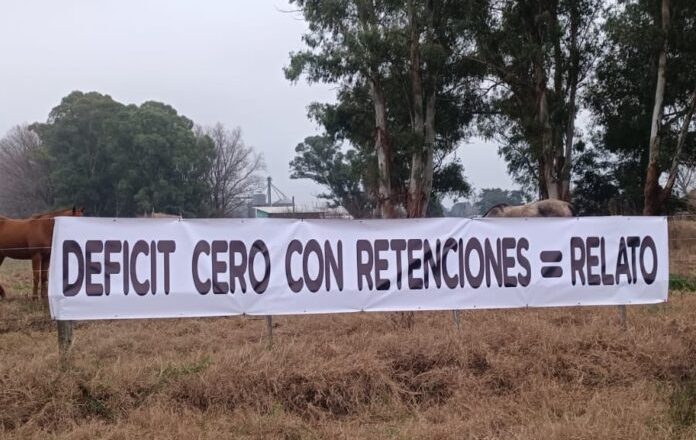 DEFICIT CERO CON RETENCIONES = RELATO